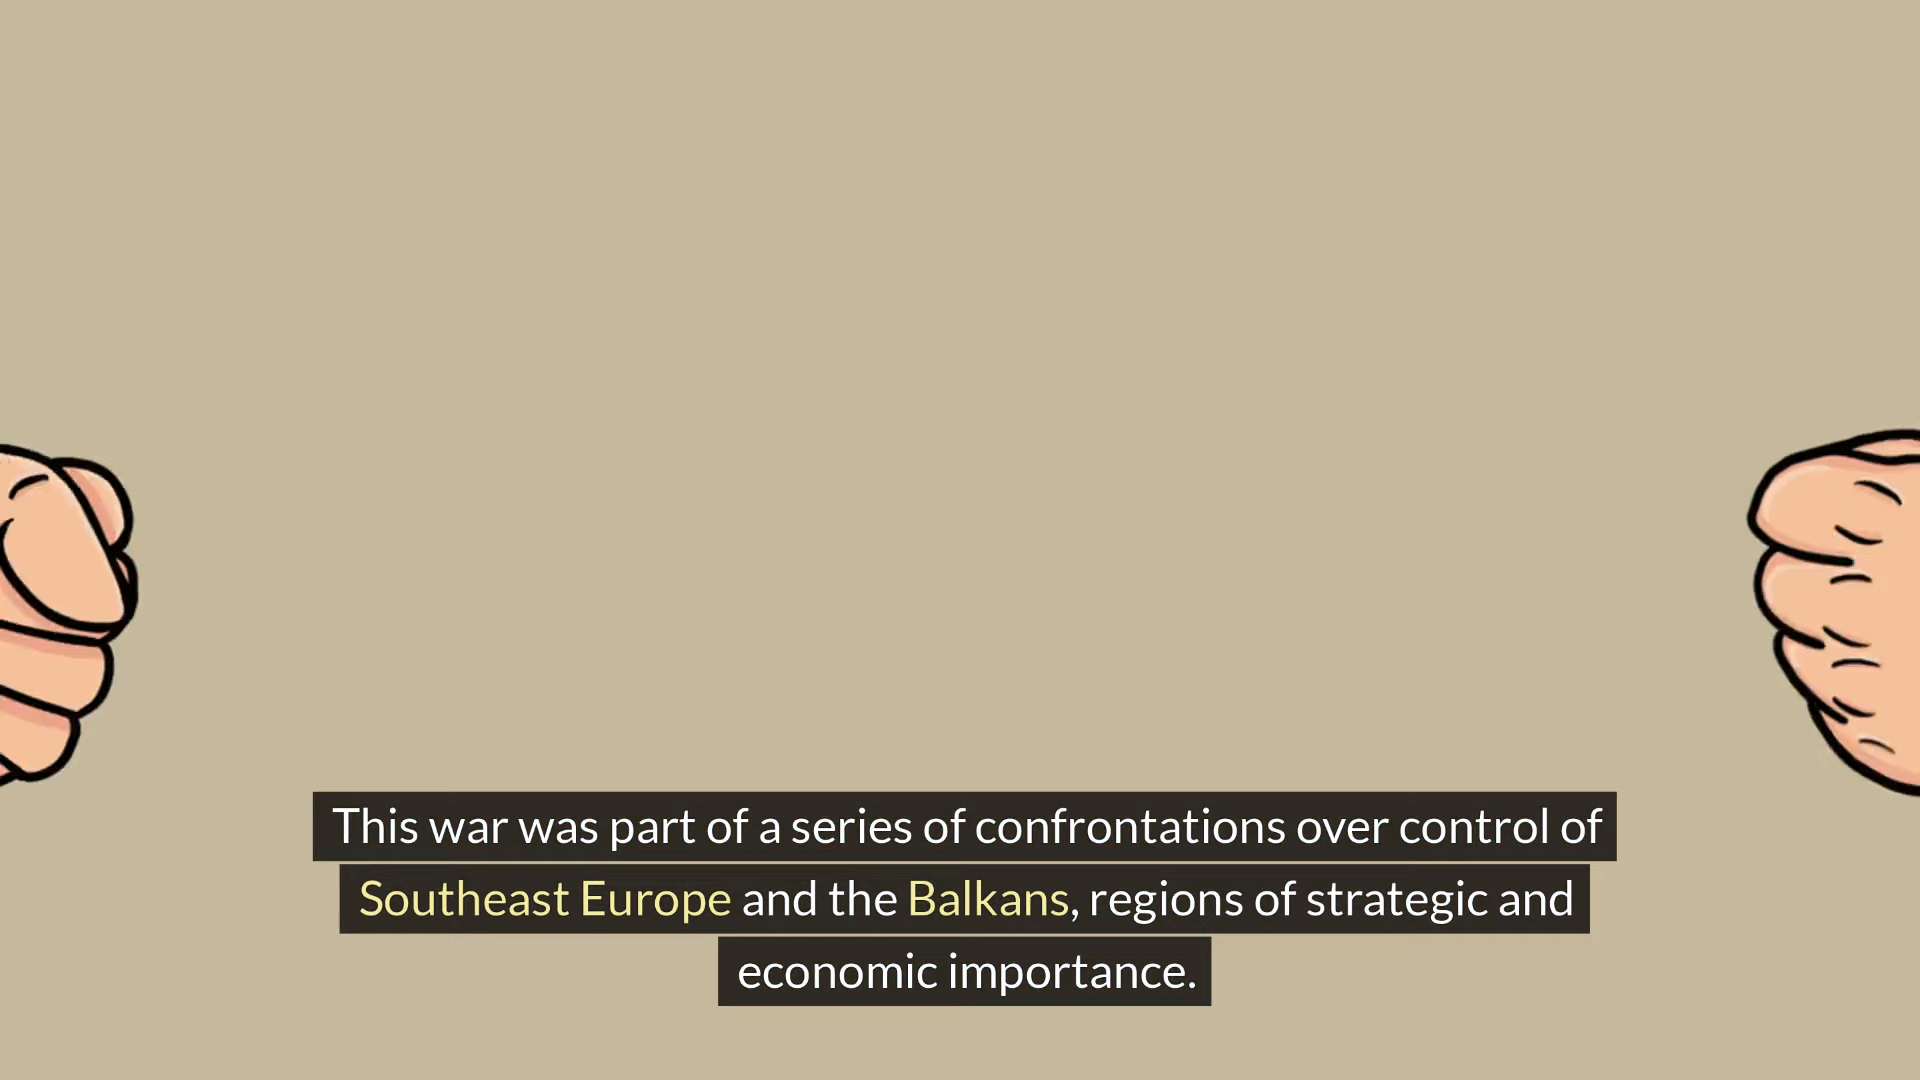 This war was part of a series of confrontations over control of
Southeast Europe and the Balkans, regions of strategic and
economic importance.